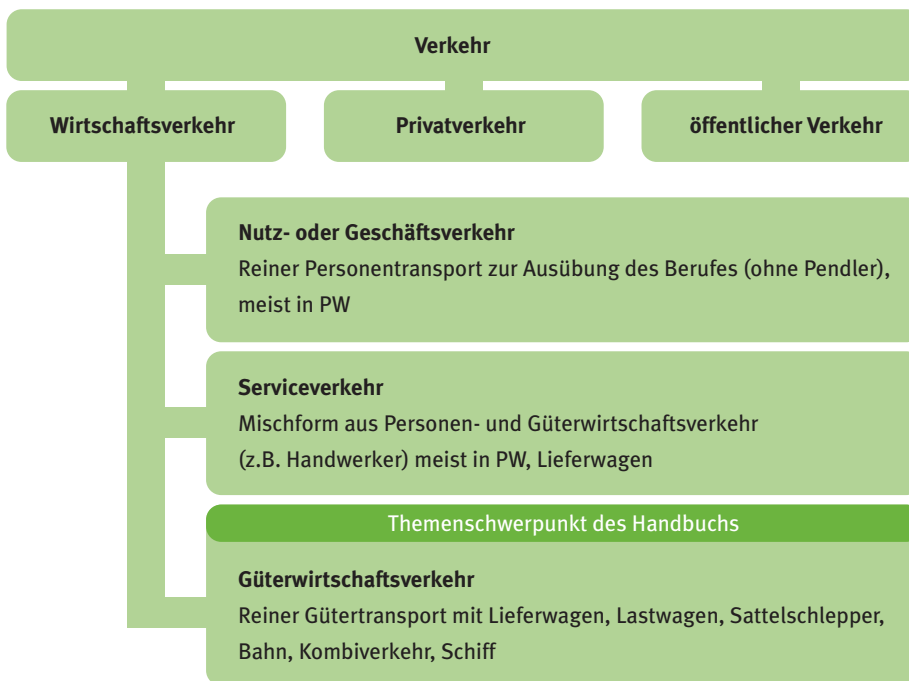 Verkehr
Wirtschaftsverkehr
Privatverkehr
öffentlicher Verkehr
Nutz- oder Geschäftsverkehr
Reiner Personentransport zur Ausübung des Berufes (ohne Pendler),
meist in PW
Serviceverkehr
Mischform aus Personen- und Güterwirtschaftsverkehr
(z.B. Handwerker) meist in PW, Lieferwagen
Themenschwerpunkt des Handbuchs
Güterwirtschaftsverkehr
Reiner Gütertransport mit Lieferwagen, Lastwagen, Sattelschlepper,
Bahn, Kombiverkehr, Schiff